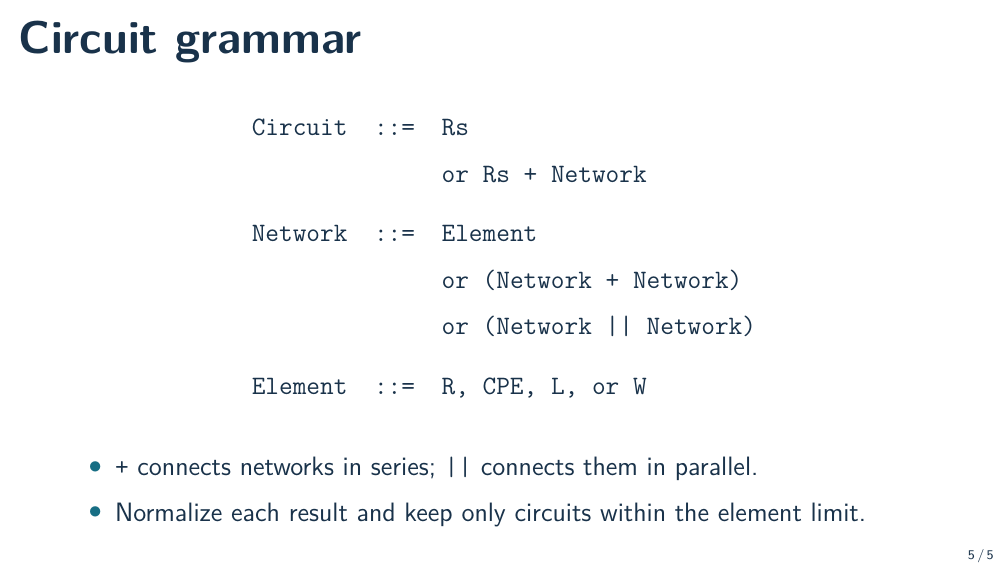 Circuit grammar
Circuit ::= Rs
or Rs + Network
Network ::= Element
or (Network + Network)
or (Network || Network)
Element ::= R, CPE, L, or W
• + connects networks in series; || connects them in parallel.
• Normalize each result and keep only circuits within the element limit.
5 / 5